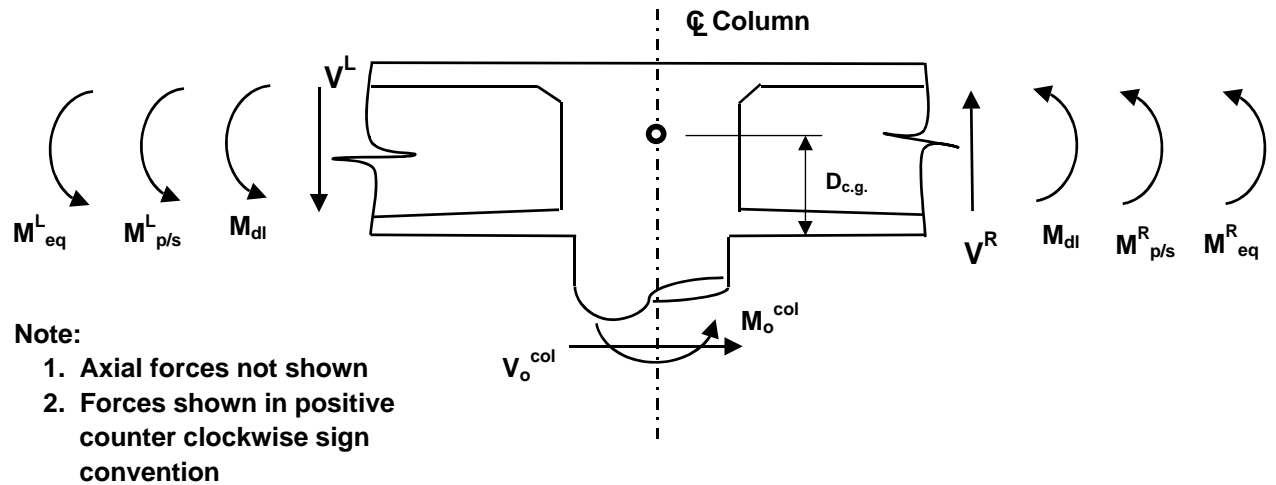 ℄ Column
V^L
D_c.g.
M^L_eq
M^L_p/s
M_dl
V^R
M_dl
M^R_p/s
M^R_eq
M_o^col
V_o^col
Note:
1. Axial forces not shown
2. Forces shown in positive
counter clockwise sign
convention